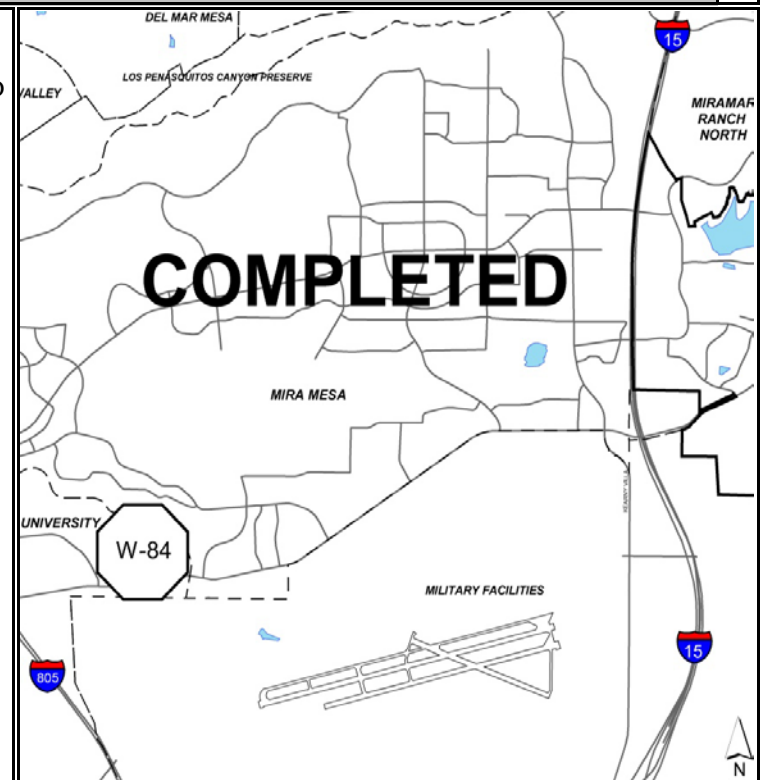 DEL MAR MESA
15
LOS PENASQUITOS CANYON PRESERVE
VALLEY
MIRAMAR
RANCH
NORTH
COMPLETED
MIRA MESA
UNIVERSITY
W-84
MILITARY FACILITIES
805
15
N